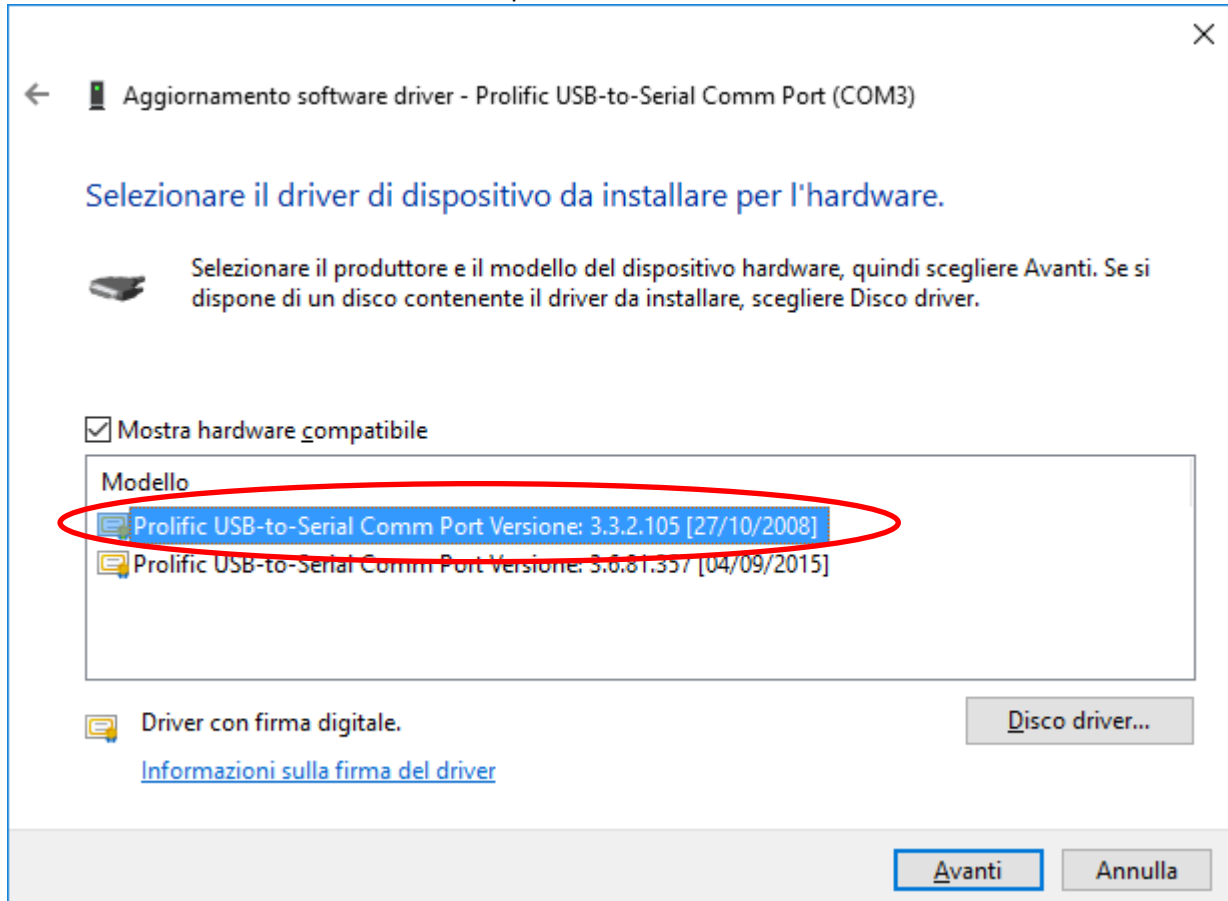 Aggiornamento software driver - Prolific USB-to-Serial Comm Port (COM3)
Selezionare il driver di dispositivo da installare per l'hardware.
Selezionare il produttore e il modello del dispositivo hardware, quindi scegliere Avanti. Se si
dispone di un disco contenente il driver da installare, scegliere Disco driver.
Mostra hardware compatibile
Modello
Prolific USB-to-Serial Comm Port Versione: 3.3.2.105 [27/10/2008]
Prolific USB-to-Serial Comm Port Versione: 3.6.81.357 [04/09/2015]
Driver con firma digitale.
Disco driver...
Informazioni sulla firma del driver
Avanti
Annulla